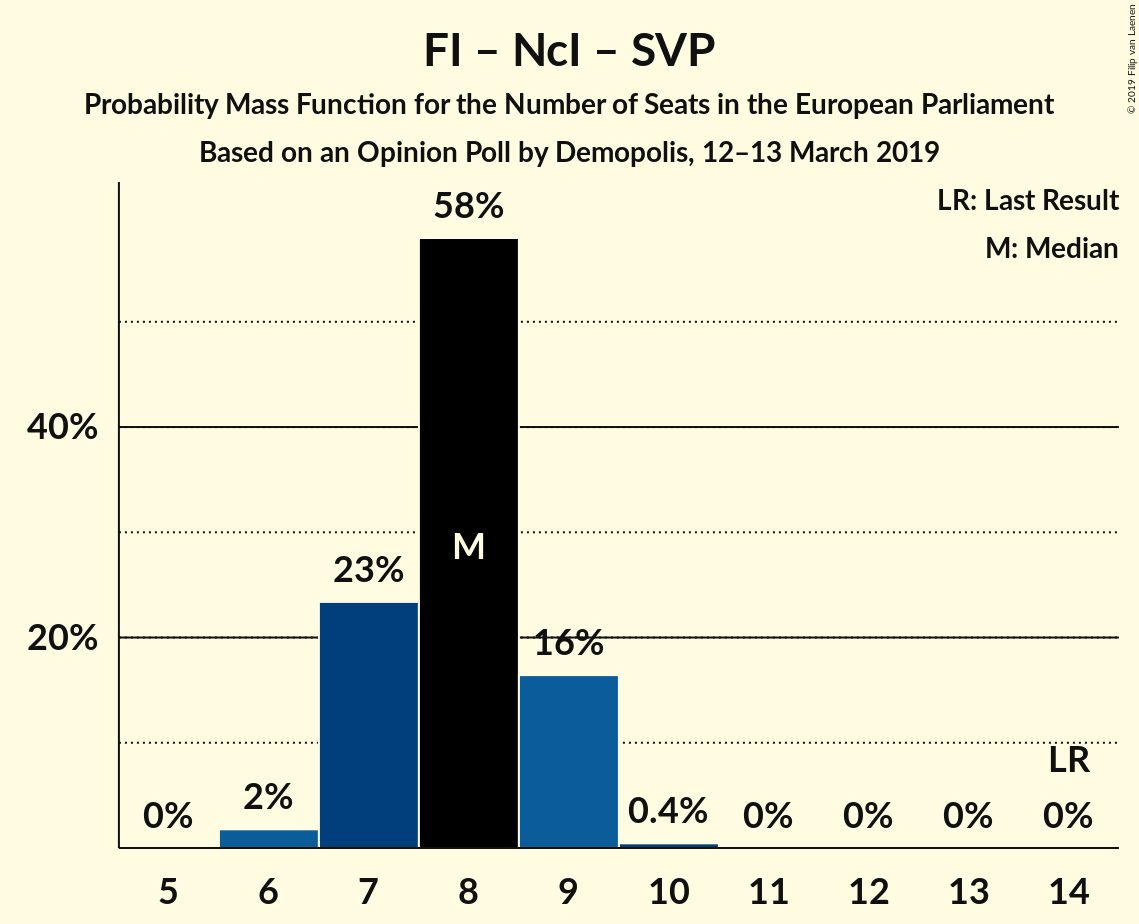 FI – NcI – SVP
Probability Mass Function for the Number of Seats in the European Parliament
Based on an Opinion Poll by Demopolis, 12–13 March 2019
© 2019 Filip van Laenen
LR: Last Result
M: Median
58%
40%
M
23%
20%
16%
LR
0%
2%
0.4%
0%
0%
0%
0%
5
6
7
8
9
10
11
12
13
14